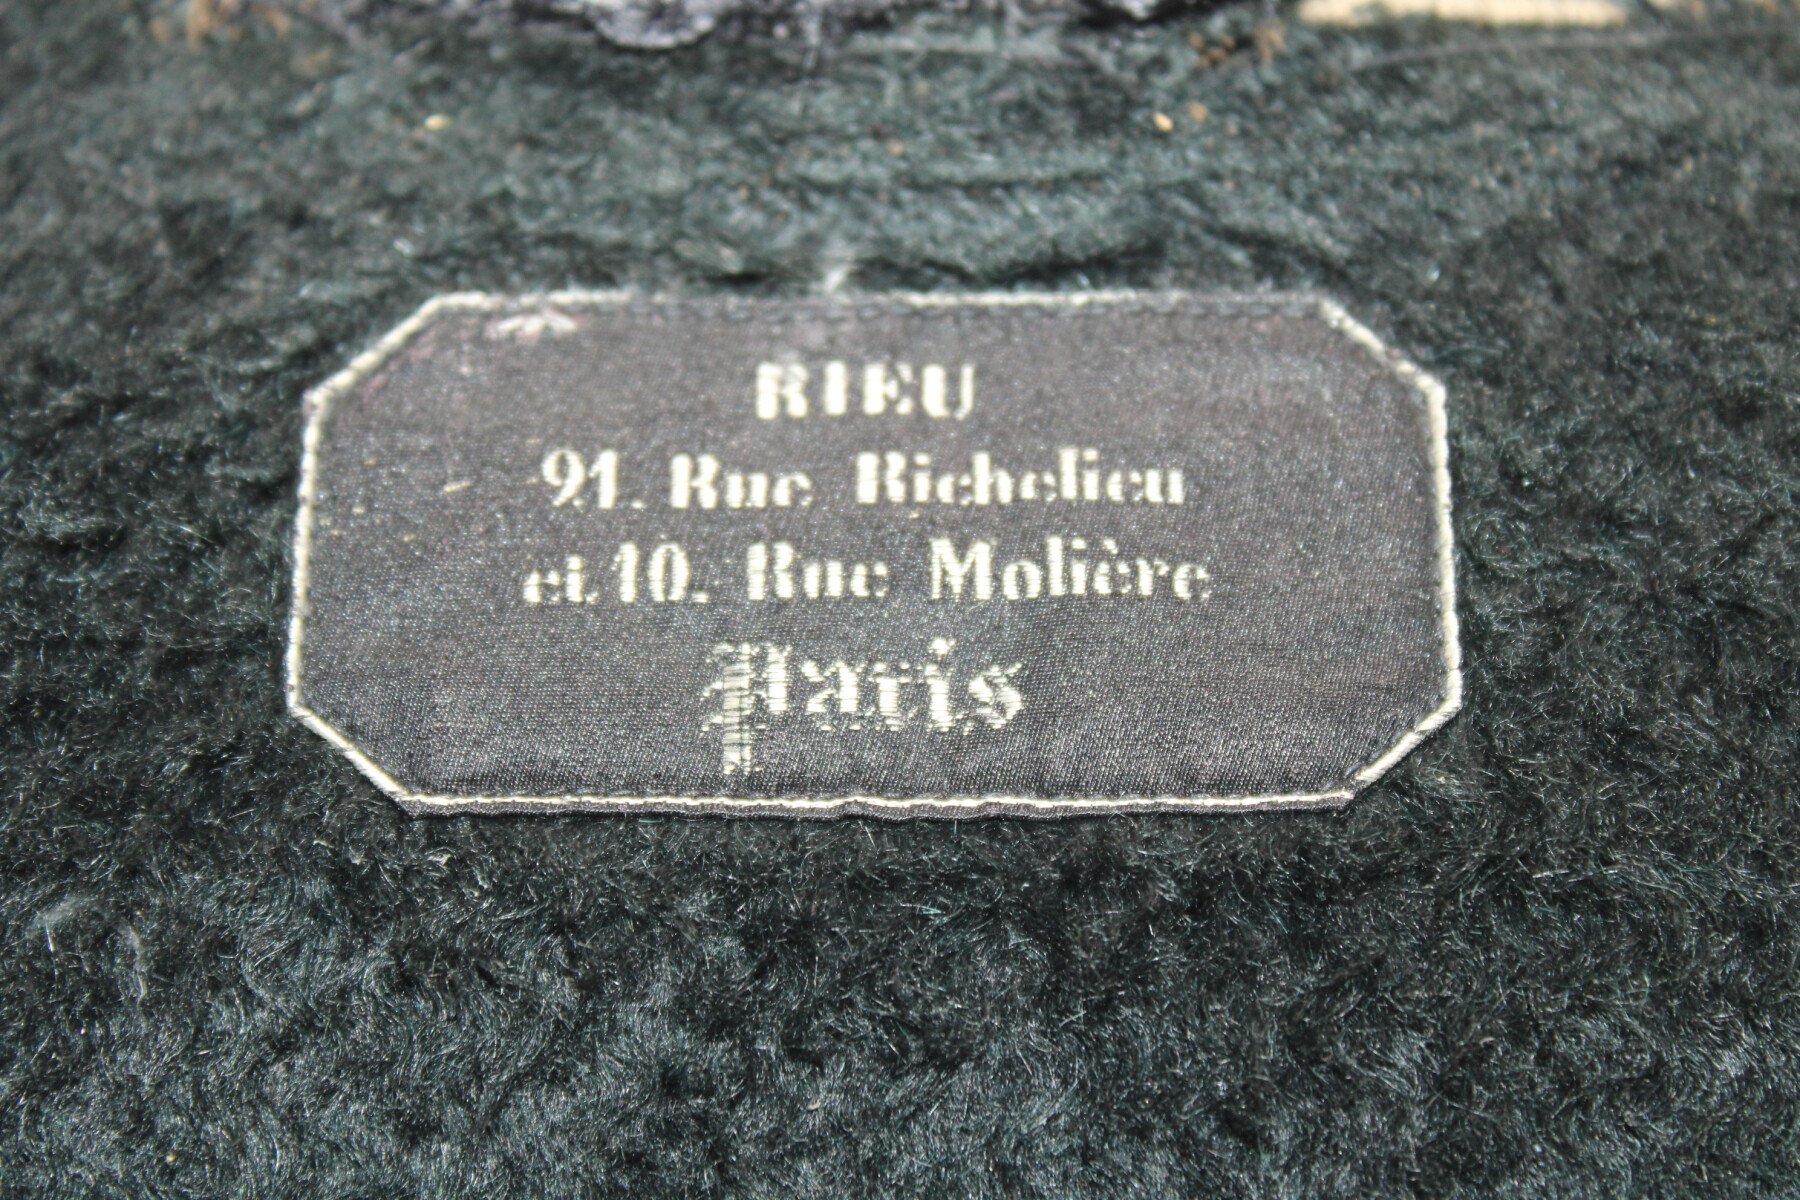 RIEU
91. Rue Richelieu
et 10. Rue Molière
Paris